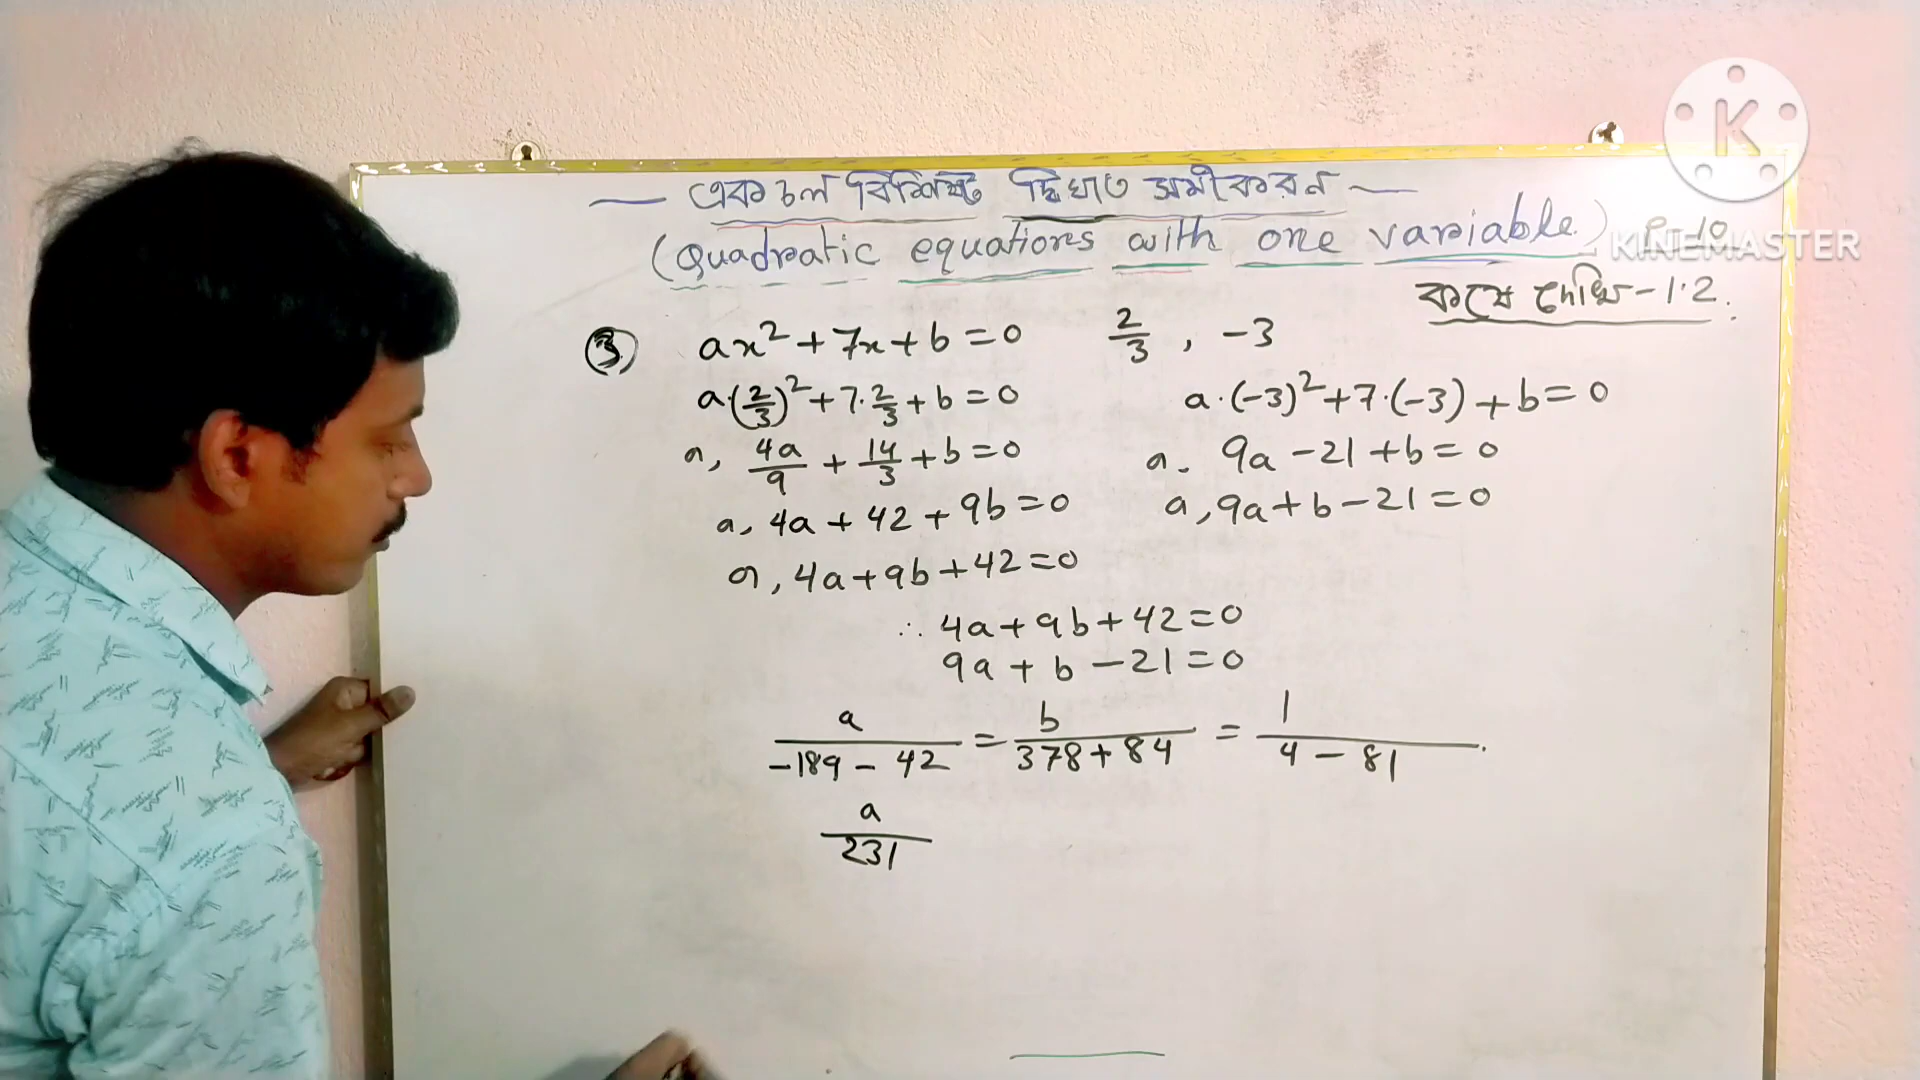 — একচল বিশিষ্ট দ্বিঘাত সমীকরন —
(Quadratic equations with one variable) P-10
KINEMASTER
কষে দেখি - 1.2.
③ ax² + 7x + b = 0 2/3 , -3
a·(2/3)² + 7·2/3 + b = 0 a·(-3)² + 7·(-3) + b = 0
বা, 4a/9 + 14/3 + b = 0 বা, 9a - 21 + b = 0
বা, 4a + 42 + 9b = 0 বা, 9a + b - 21 = 0
বা, 4a + 9b + 42 = 0
∴ 4a + 9b + 42 = 0
9a + b - 21 = 0
a/(-189 - 42) = b/(378 + 84) = 1/(4 - 81)
a/231